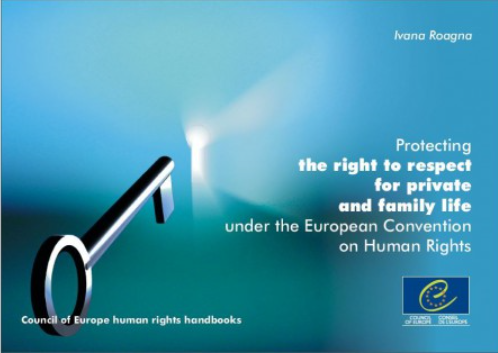 Ivana Roagna
Protecting
the right to respect
for private
and family life
under the European Convention
on Human Rights
COUNCIL CONSEIL
OF EUROPE DE L'EUROPE
Council of Europe human rights handbooks